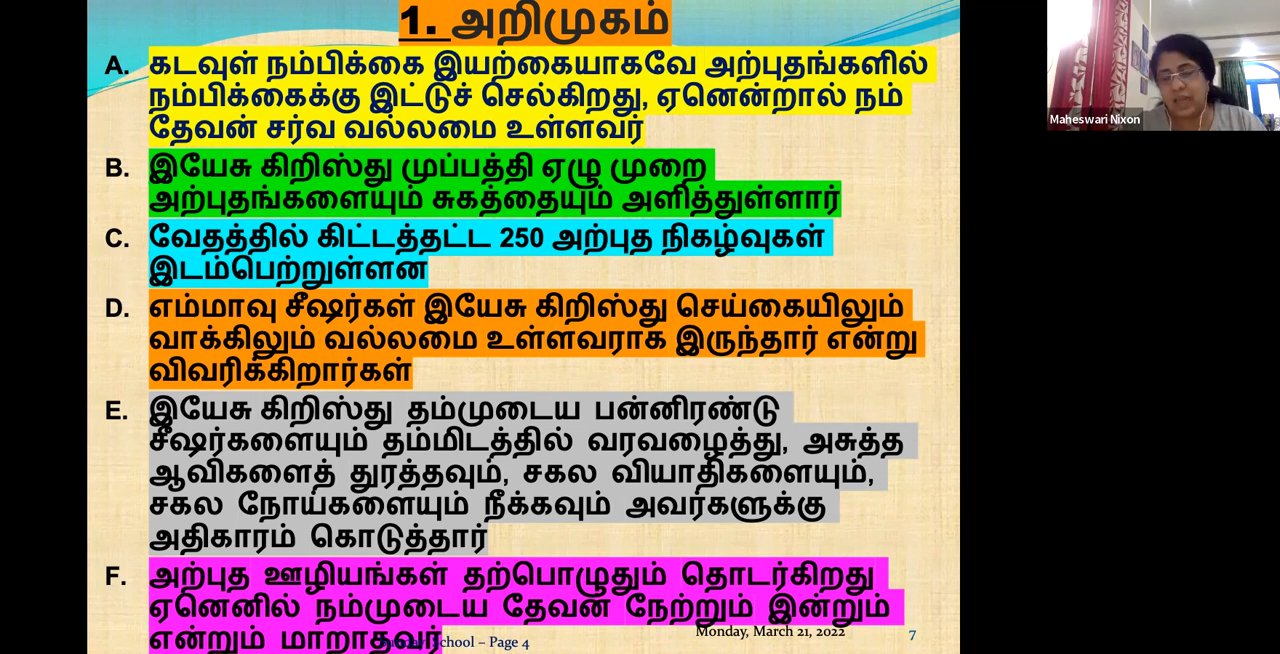 1. அறிமுகம்
A. கடவுள் நம்பிக்கை இயற்கையாகவே அற்புதங்களில்
நம்பிக்கைக்கு இட்டுச் செல்கிறது, ஏனென்றால் நம்
தேவன் சர்வ வல்லமை உள்ளவர்
B. இயேசு கிறிஸ்து முப்பத்தி ஏழு முறை
அற்புதங்களையும் சுகத்தையும் அளித்துள்ளார்
C. வேதத்தில் கிட்டத்தட்ட 250 அற்புத நிகழ்வுகள்
இடம்பெற்றுள்ளன
D. எம்மாவு சீஷர்கள் இயேசு கிறிஸ்து செய்கையிலும்
வாக்கிலும் வல்லமை உள்ளவராக இருந்தார் என்று
விவரிக்கிறார்கள்
E. இயேசு கிறிஸ்து தம்முடைய பன்னிரண்டு
சீஷர்களையும் தம்மிடத்தில் வரவழைத்து, அசுத்த
ஆவிகளைத் துரத்தவும், சகல வியாதிகளையும்,
சகல நோய்களையும் நீக்கவும் அவர்களுக்கு
அதிகாரம் கொடுத்தார்
F. அற்புத ஊழியங்கள் தற்பொழுதும் தொடர்கிறது
ஏனெனில் நம்முடைய தேவன் நேற்றும் இன்றும்
என்றும் மாறாதவர்
School – Page 4
Monday, March 21, 2022
7
Maheswari Nixon